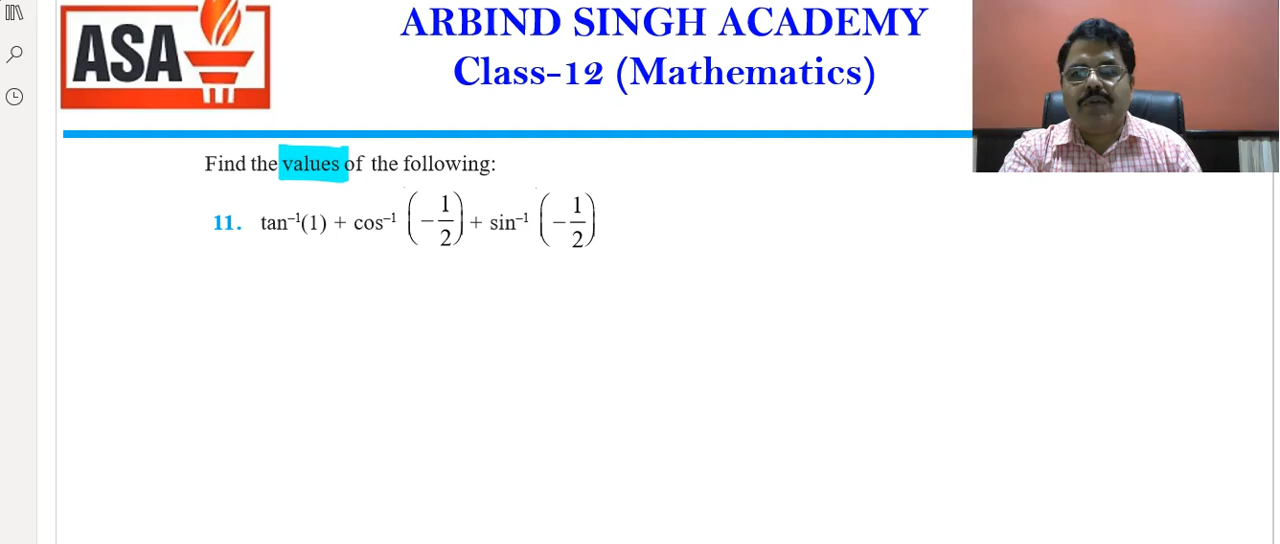 ASA
ARBIND SINGH ACADEMY
Class-12 (Mathematics)
Find the values of the following:
11. tan⁻¹(1) + cos⁻¹ (−1/2) + sin⁻¹ (−1/2)